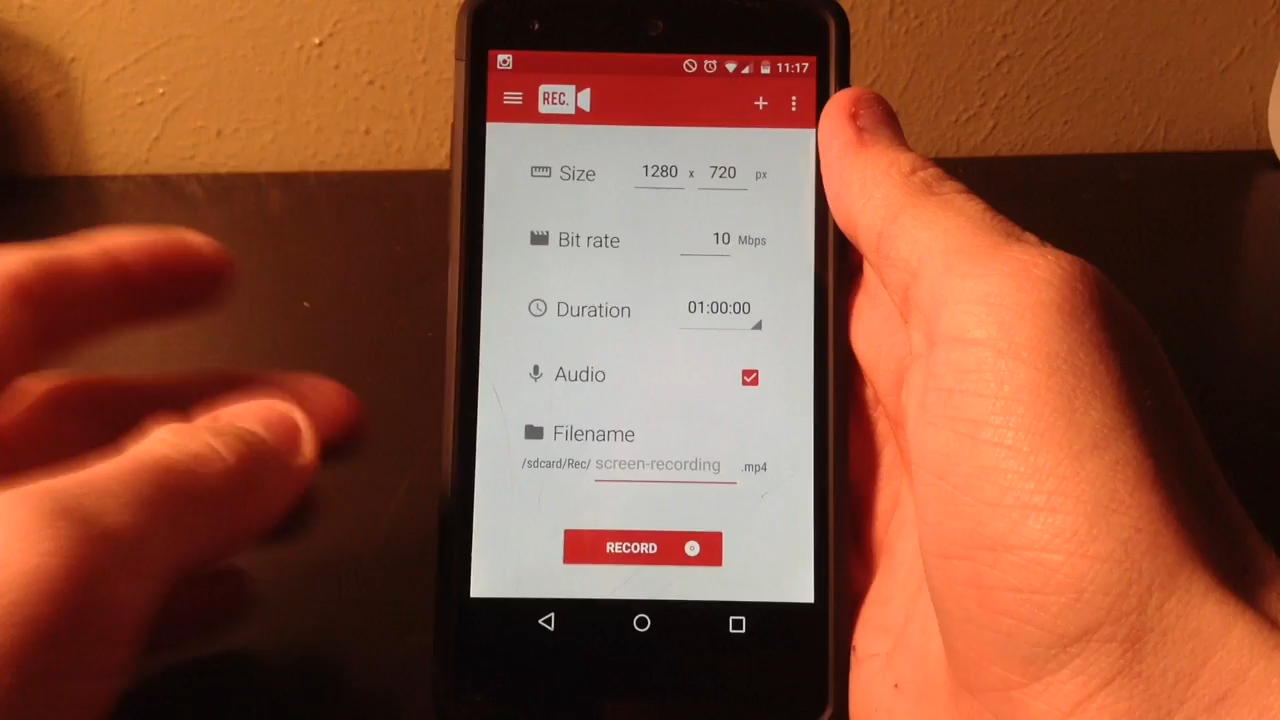 11:17
REC.
Size 1280 x 720 px
Bit rate 10 Mbps
Duration 01:00:00
Audio
Filename
/sdcard/Rec/ screen-recording .mp4
RECORD